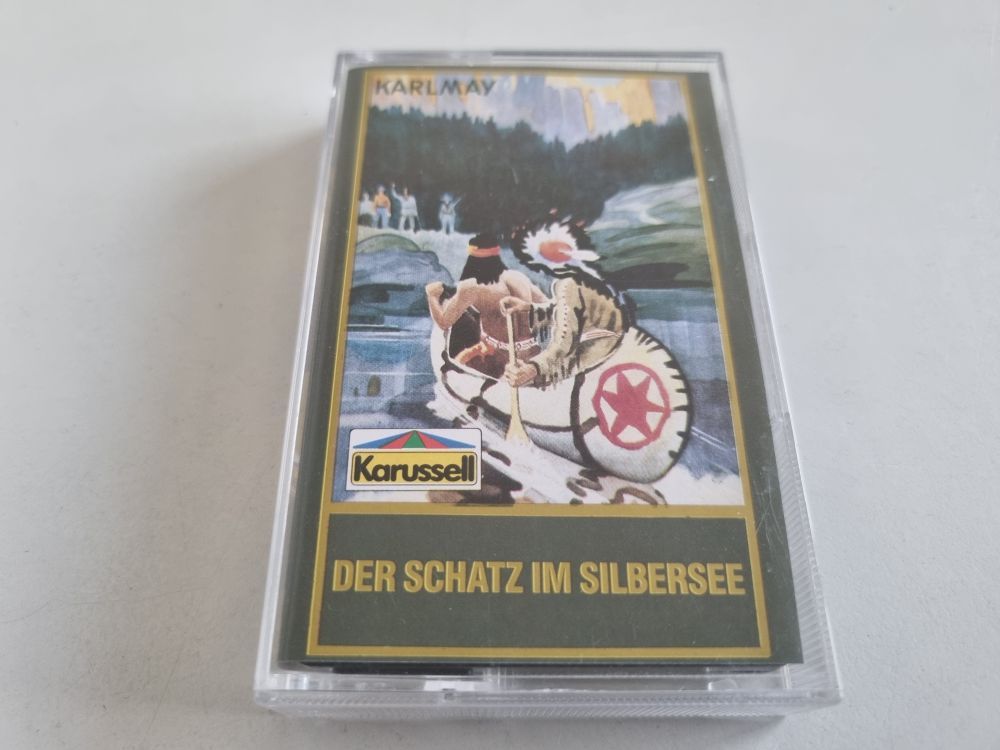 KARL MAY
Karussell
DER SCHATZ IM SILBERSEE